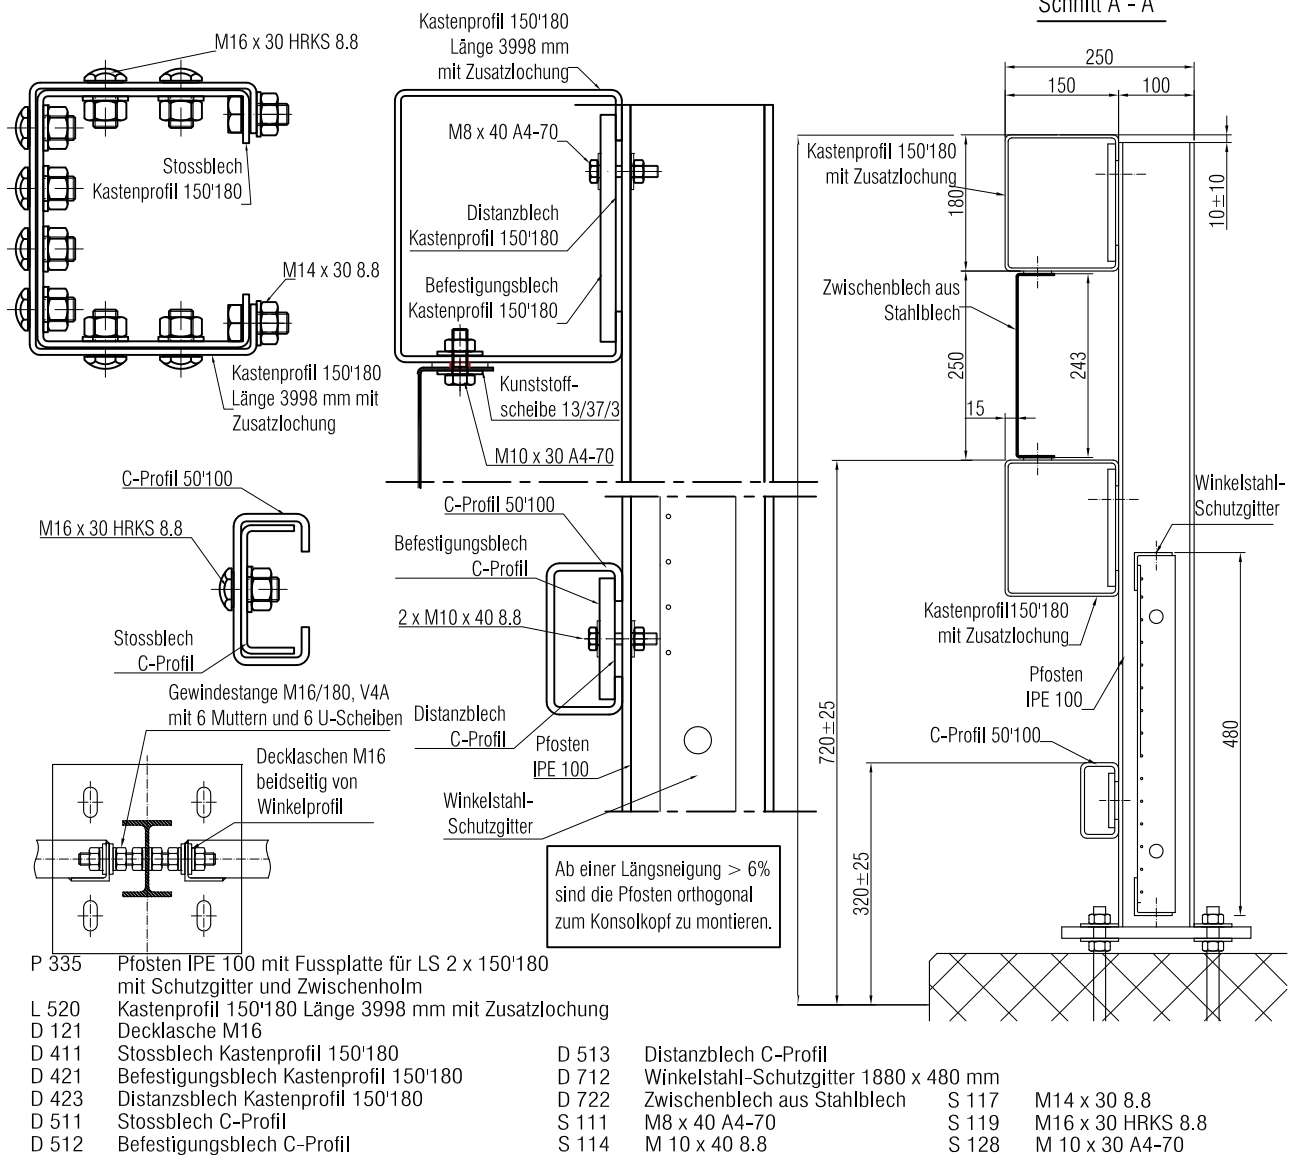 Schnitt A - A
M16 x 30 HRKS 8.8
Stossblech
Kastenprofil 150'180
M14 x 30 8.8
Kastenprofil 150'180
Länge 3998 mm mit
Zusatzlochung
Kastenprofil 150'180
Länge 3998 mm
mit Zusatzlochung
M8 x 40 A4-70
Distanzblech
Kastenprofil 150'180
Befestigungsblech
Kastenprofil 150'180
Kunststoff-
scheibe 13/37/3
M10 x 30 A4-70
250
150
100
Kastenprofil 150'180
mit Zusatzlochung
180
10±10
Zwischenblech aus
Stahlblech
250
243
15
Winkelstahl-
Schutzgitter
Kastenprofil150'180
mit Zusatzlochung
Pfosten
IPE 100
C-Profil 50'100
480
720±25
320±25
C-Profil 50'100
M16 x 30 HRKS 8.8
Stossblech
C-Profil
C-Profil 50'100
Befestigungsblech
C-Profil
2 x M10 x 40 8.8
Distanzblech
C-Profil
Pfosten
IPE 100
Winkelstahl-
Schutzgitter
Gewindestange M16/180, V4A
mit 6 Muttern und 6 U-Scheiben
Decklaschen M16
beidseitig von
Winkelprofil
Ab einer Längsneigung > 6%
sind die Pfosten orthogonal
zum Konsolkopf zu montieren.
P 335 Pfosten IPE 100 mit Fussplatte für LS 2 x 150'180
mit Schutzgitter und Zwischenholm
L 520 Kastenprofil 150'180 Länge 3998 mm mit Zusatzlochung
D 121 Decklasche M16
D 411 Stossblech Kastenprofil 150'180
D 421 Befestigungsblech Kastenprofil 150'180
D 423 Distanzsblech Kastenprofil 150'180
D 511 Stossblech C-Profil
D 512 Befestigungsblech C-Profil
D 513 Distanzblech C-Profil
D 712 Winkelstahl-Schutzgitter 1880 x 480 mm
D 722 Zwischenblech aus Stahlblech
S 111 M8 x 40 A4-70
S 114 M 10 x 40 8.8
S 117 M14 x 30 8.8
S 119 M16 x 30 HRKS 8.8
S 128 M 10 x 30 A4-70